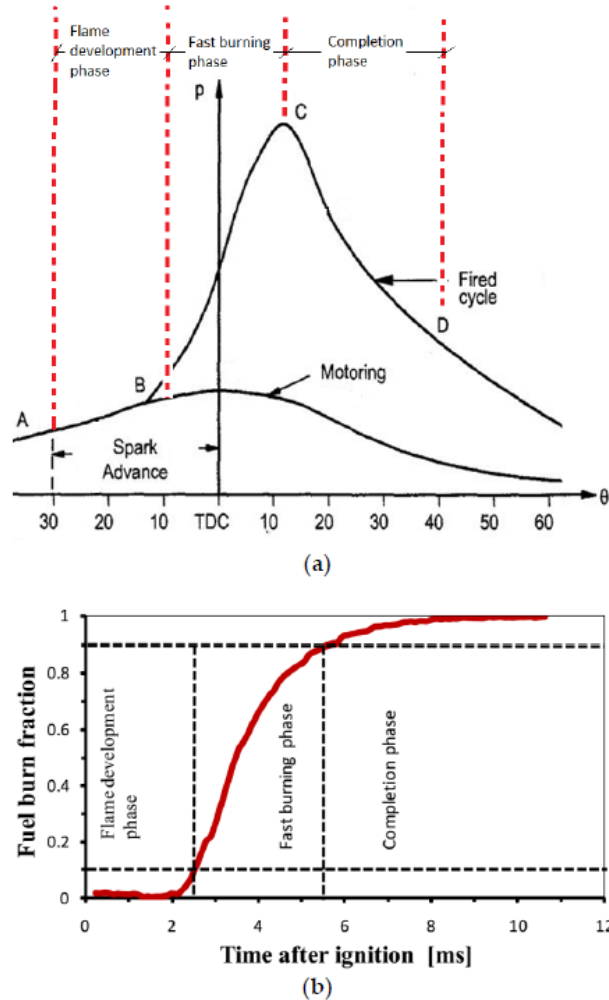 Flame
development
phase
Fast burning
phase
Completion
phase
p
C
Fired
cycle
D
B
Motoring
A
Spark
Advance
30 20 10 TDC 10 20 30 40 50 60 θ
(a)
Fuel burn fraction
1
0.8
0.6
0.4
0.2
0
Flame development
phase
Fast burning phase
Completion phase
0 2 4 6 8 10 12
Time after ignition [ms]
(b)